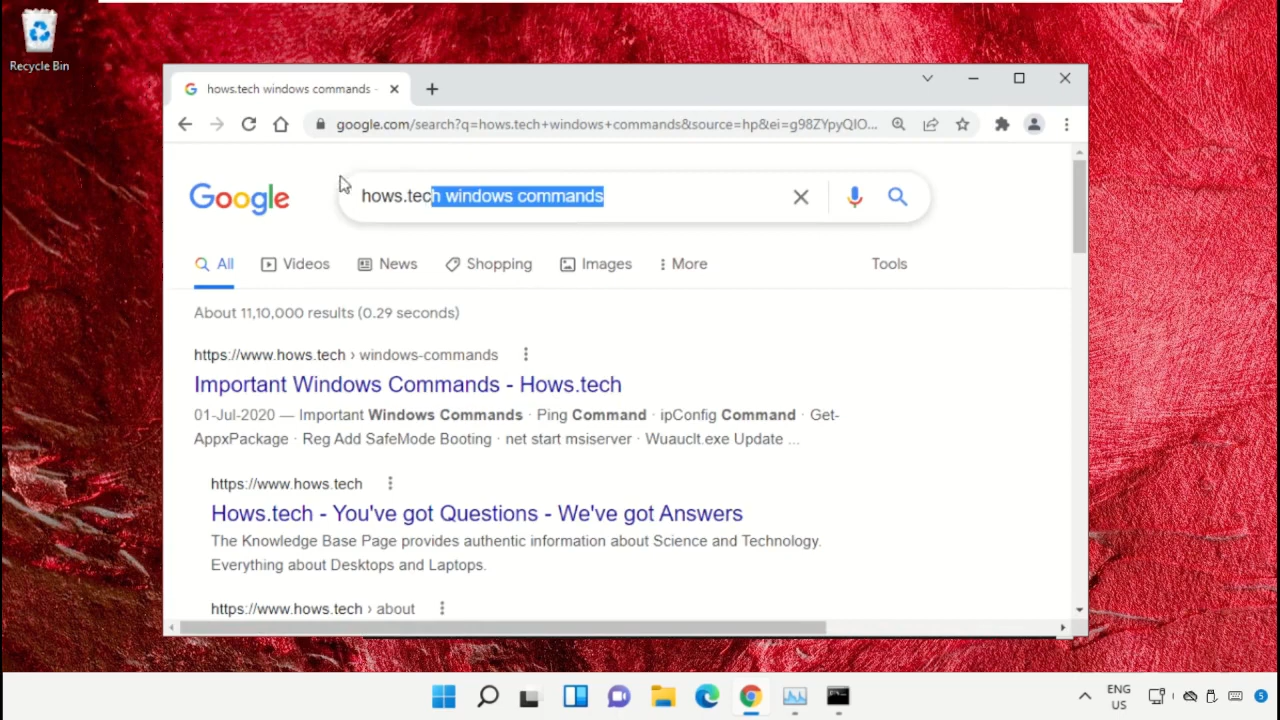 Recycle Bin
hows.tech windows commands -
google.com/search?q=hows.tech+windows+commands&source=hp&ei=g98ZYpyQIO...
Google
hows.tech windows commands
All
Videos
News
Shopping
Images
More
Tools
About 11,10,000 results (0.29 seconds)
https://www.hows.tech › windows-commands
Important Windows Commands - Hows.tech
01-Jul-2020 — Important Windows Commands · Ping Command · ipConfig Command · Get-
AppxPackage · Reg Add SafeMode Booting · net start msiserver · Wuauclt.exe Update ...
https://www.hows.tech
Hows.tech - You've got Questions - We've got Answers
The Knowledge Base Page provides authentic information about Science and Technology.
Everything about Desktops and Laptops.
https://www.hows.tech › about
ENG
US
5